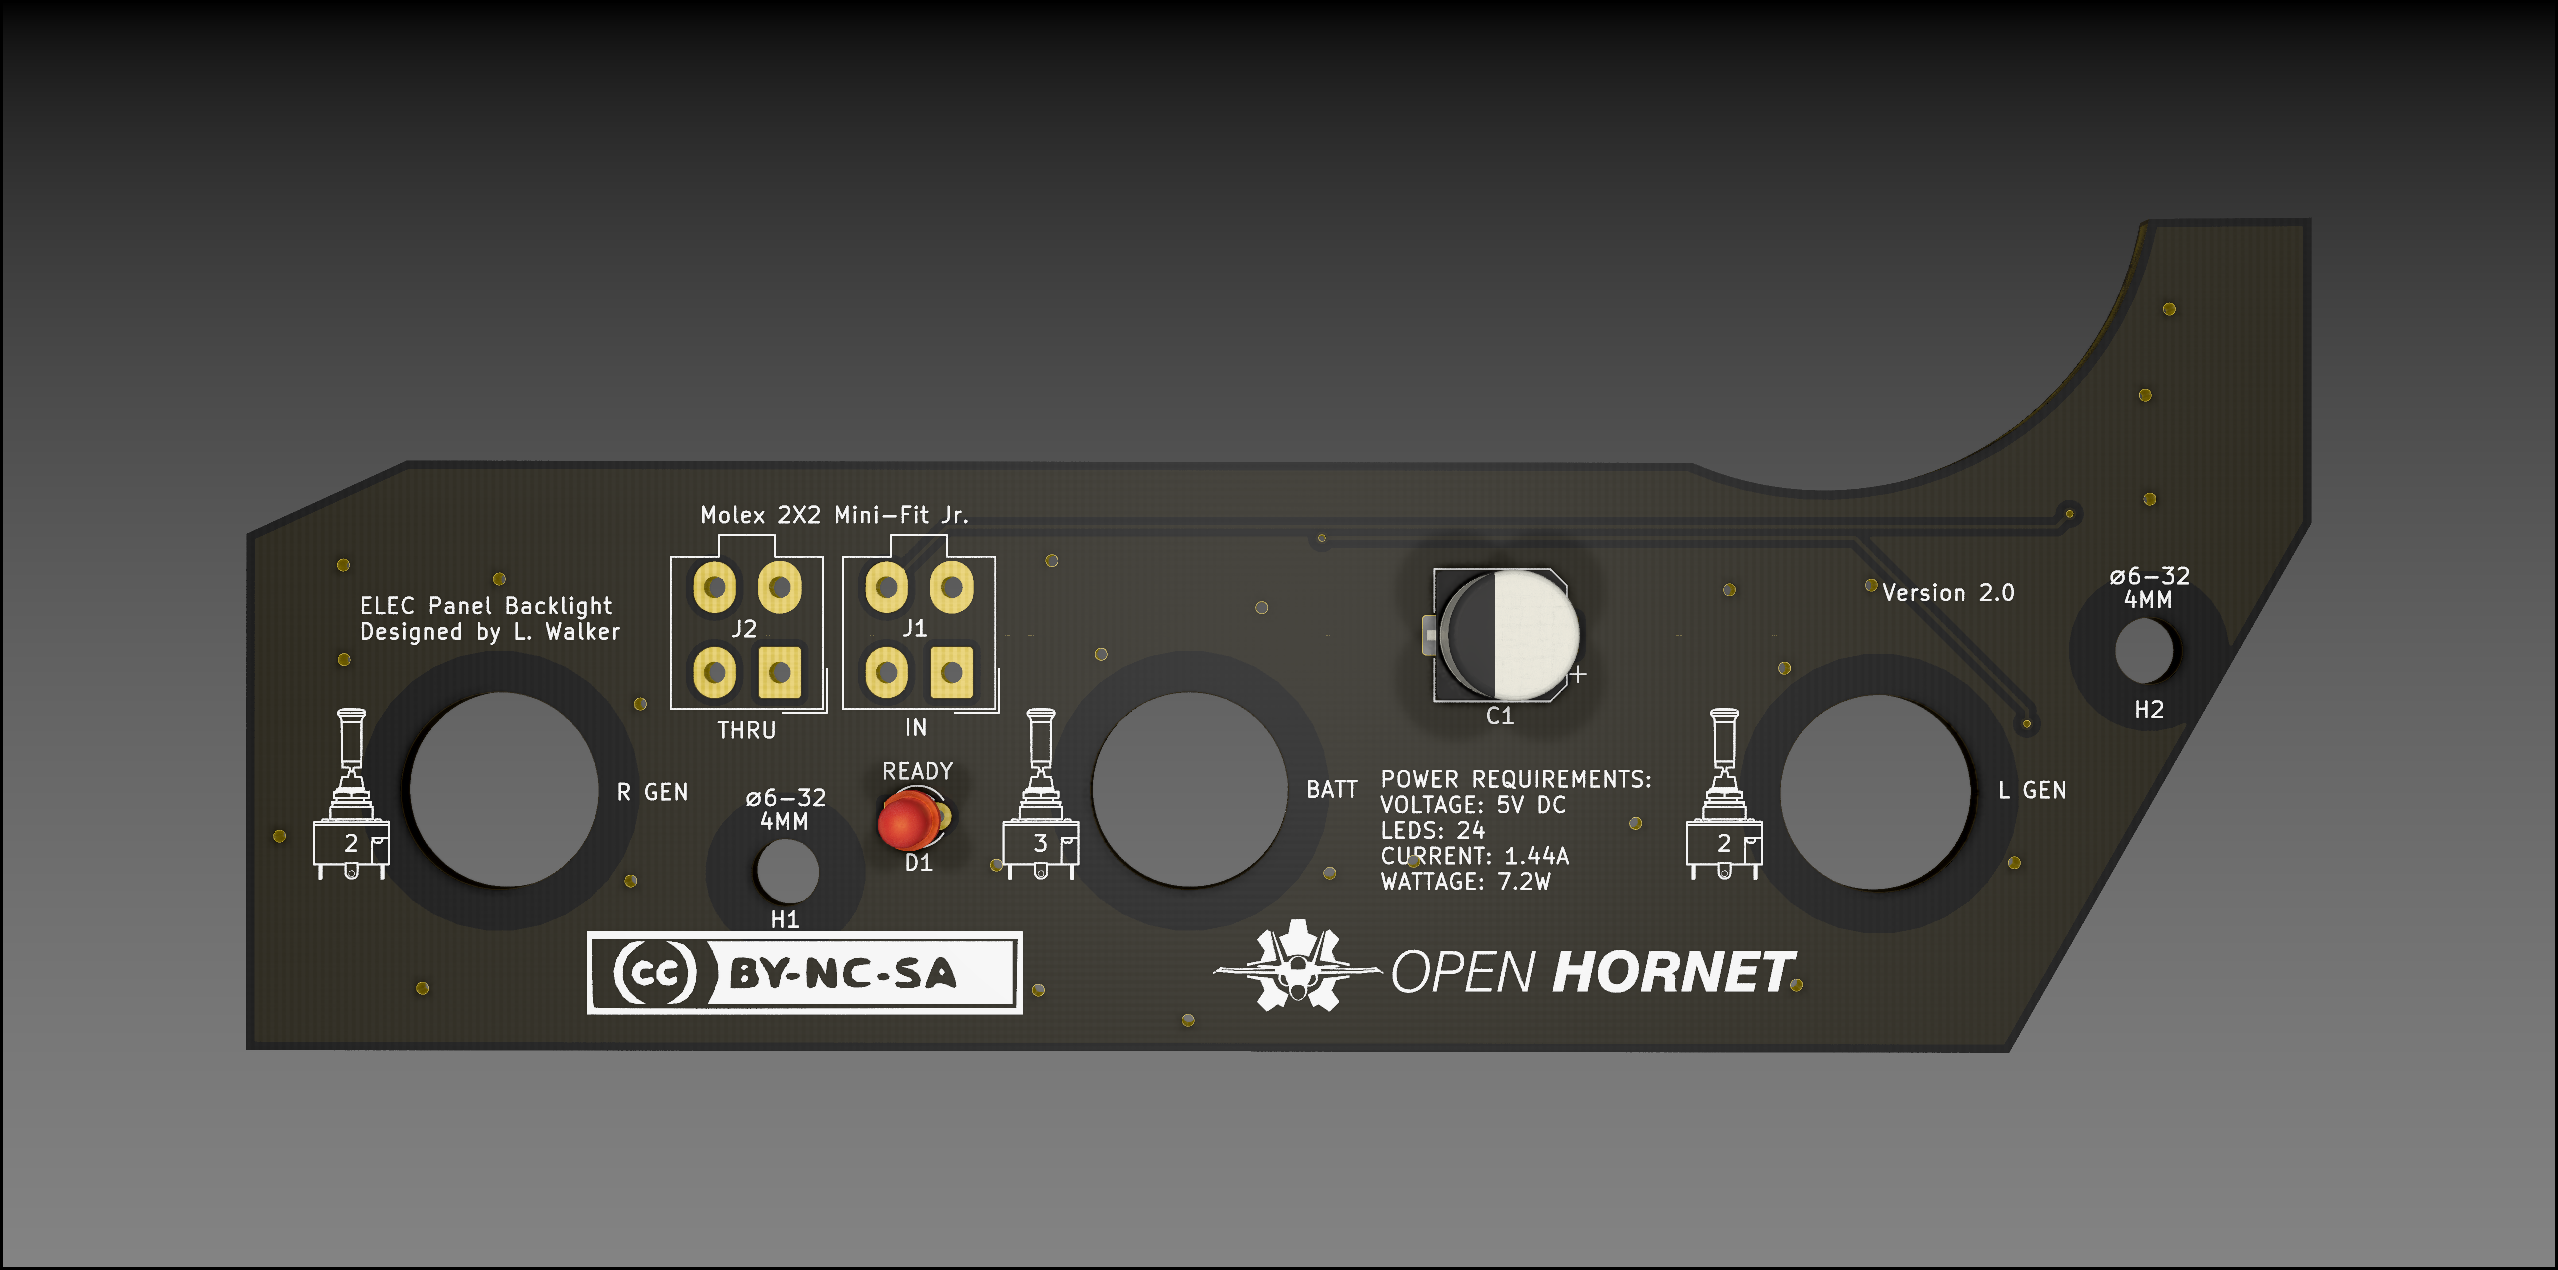 Molex 2X2 Mini-Fit Jr.
ELEC Panel Backlight
Designed by L. Walker
J2
J1
THRU
IN
READY
D1
R GEN
2
ø6-32
4MM
H1
3
BATT
C1
+
POWER REQUIREMENTS:
VOLTAGE: 5V DC
LEDS: 24
CURRENT: 1.44A
WATTAGE: 7.2W
Version 2.0
ø6-32
4MM
H2
2
L GEN
cc BY-NC-SA
OPEN HORNET